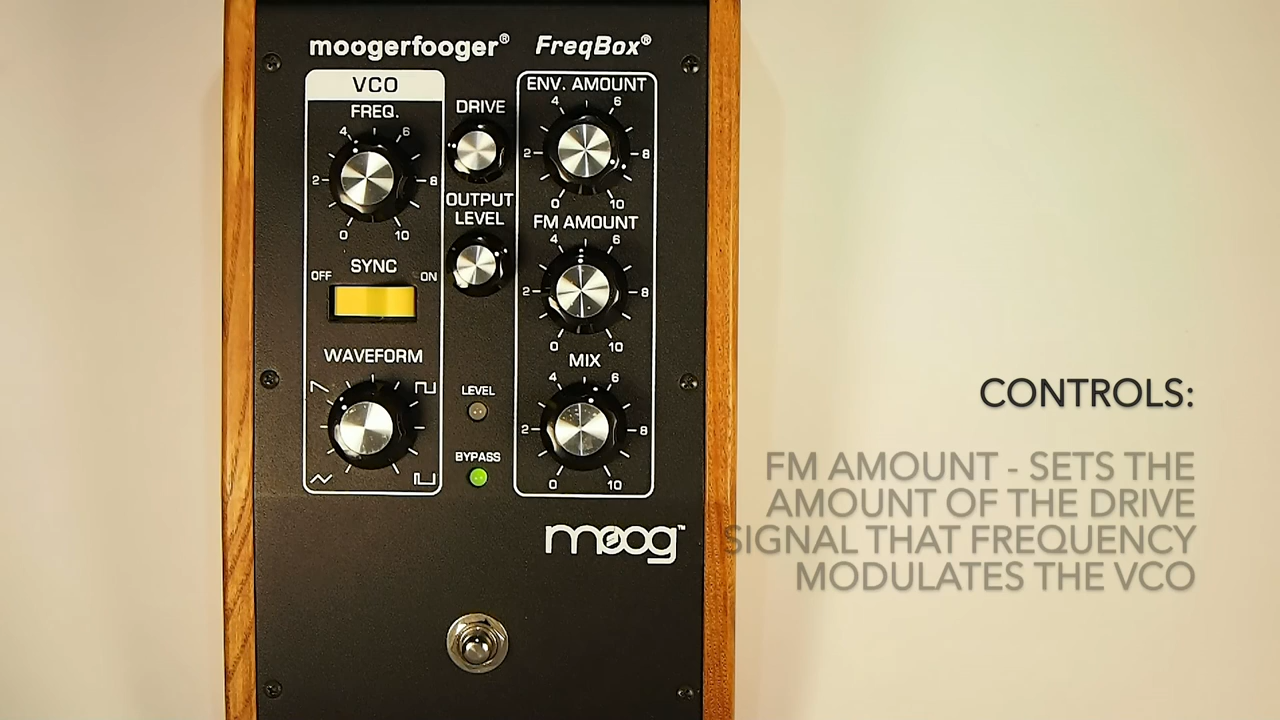 moogerfooger® FreqBox®
VCO
FREQ.
4 6
2 8
0 10
SYNC
OFF ON
WAVEFORM
DRIVE
OUTPUT
LEVEL
LEVEL
BYPASS
ENV. AMOUNT
4 6
2 8
0 10
FM AMOUNT
4 6
2 8
0 10
MIX
4 6
2 8
0 10
moog™
CONTROLS:
FM AMOUNT - SETS THE
AMOUNT OF THE DRIVE
SIGNAL THAT FREQUENCY
MODULATES THE VCO